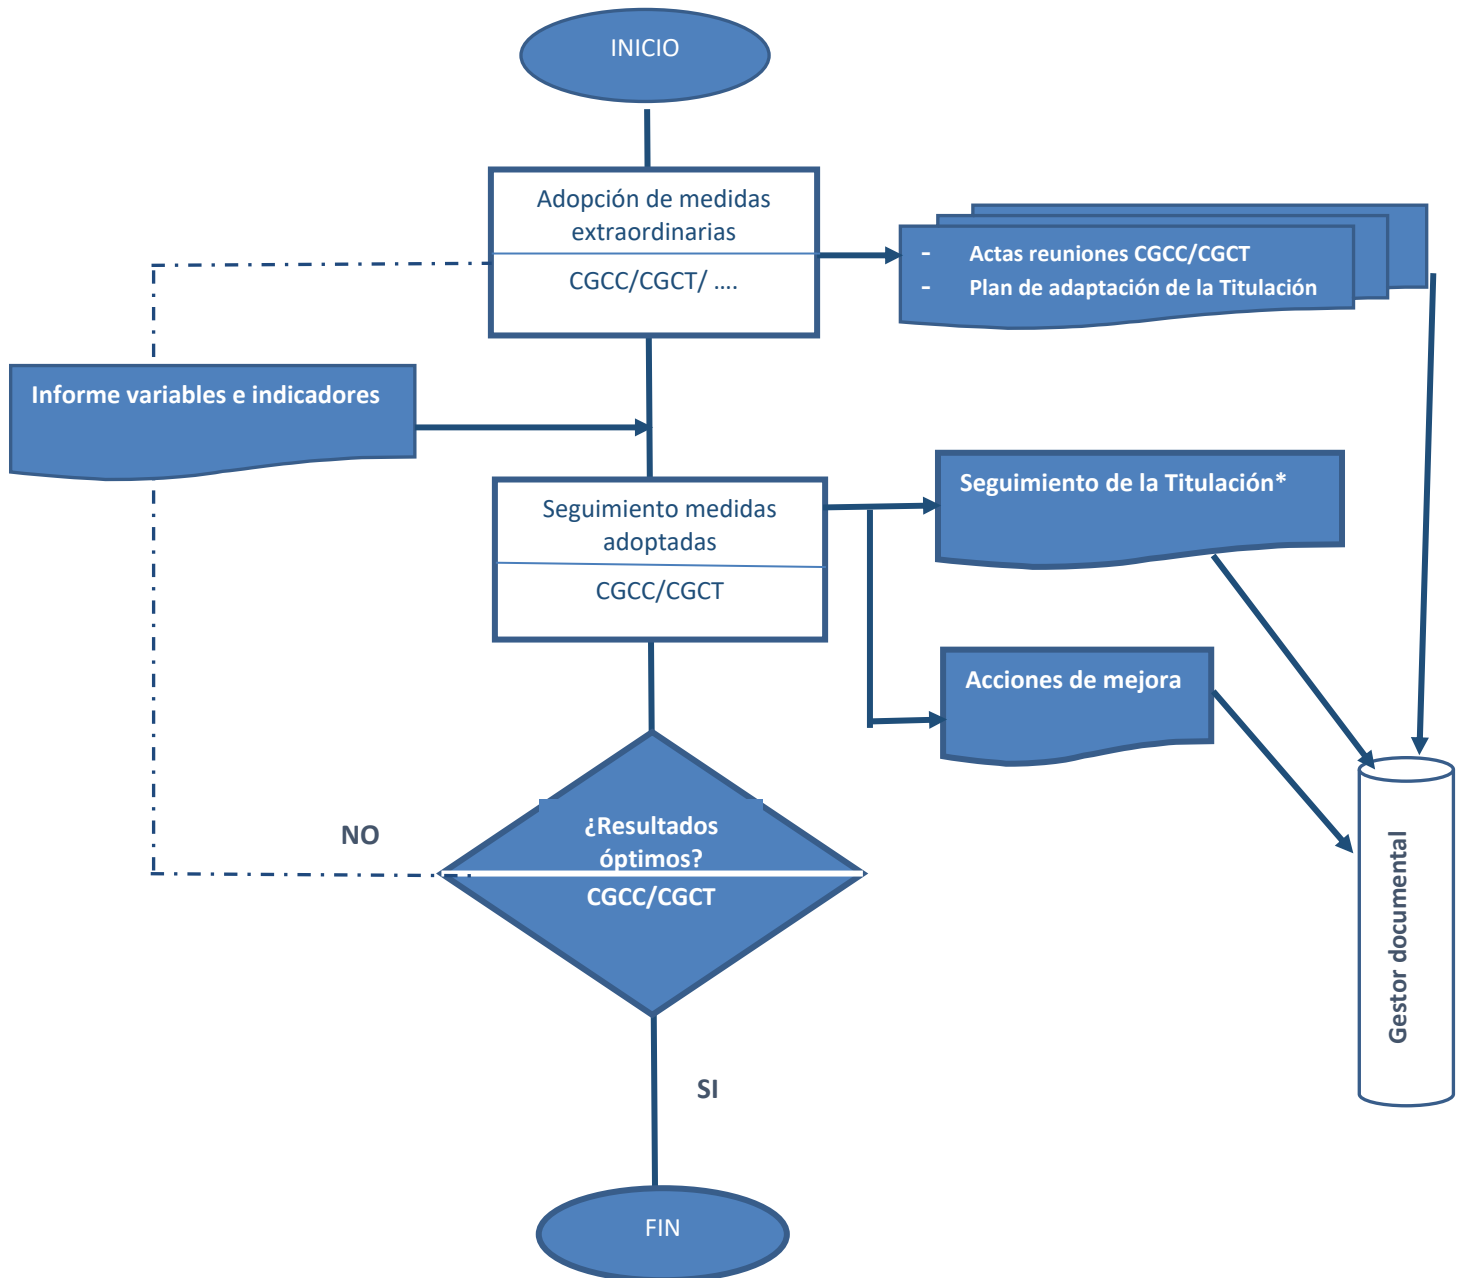 INICIO
Adopción de medidas
extraordinarias
CGCC/CGCT/ ....
- Actas reuniones CGCC/CGCT
- Plan de adaptación de la Titulación
Informe variables e indicadores
Seguimiento medidas
adoptadas
CGCC/CGCT
Seguimiento de la Titulación*
Acciones de mejora
NO
¿Resultados
óptimos?
CGCC/CGCT
Gestor documental
SI
FIN